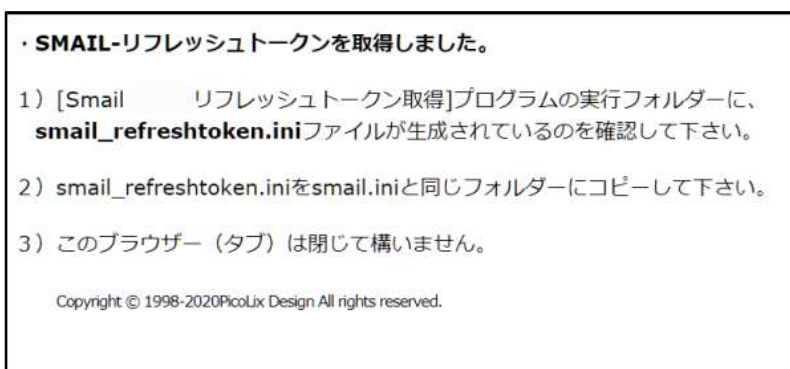 ・SMAIL-リフレッシュトークンを取得しました。
1）[Smail　　　リフレッシュトークン取得]プログラムの実行フォルダーに、
smail_refreshtoken.iniファイルが生成されているのを確認して下さい。
2）smail_refreshtoken.iniをsmail.iniと同じフォルダーにコピーして下さい。
3）このブラウザー（タブ）は閉じて構いません。
Copyright © 1998-2020PicoLix Design All rights reserved.